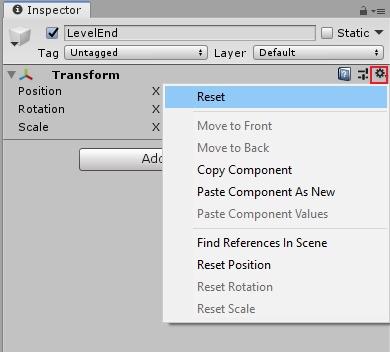 Inspector
LevelEnd Static
Tag Untagged Layer Default
Transform
Position X
Rotation X
Scale X
Add
Reset
Move to Front
Move to Back
Copy Component
Paste Component As New
Paste Component Values
Find References In Scene
Reset Position
Reset Rotation
Reset Scale